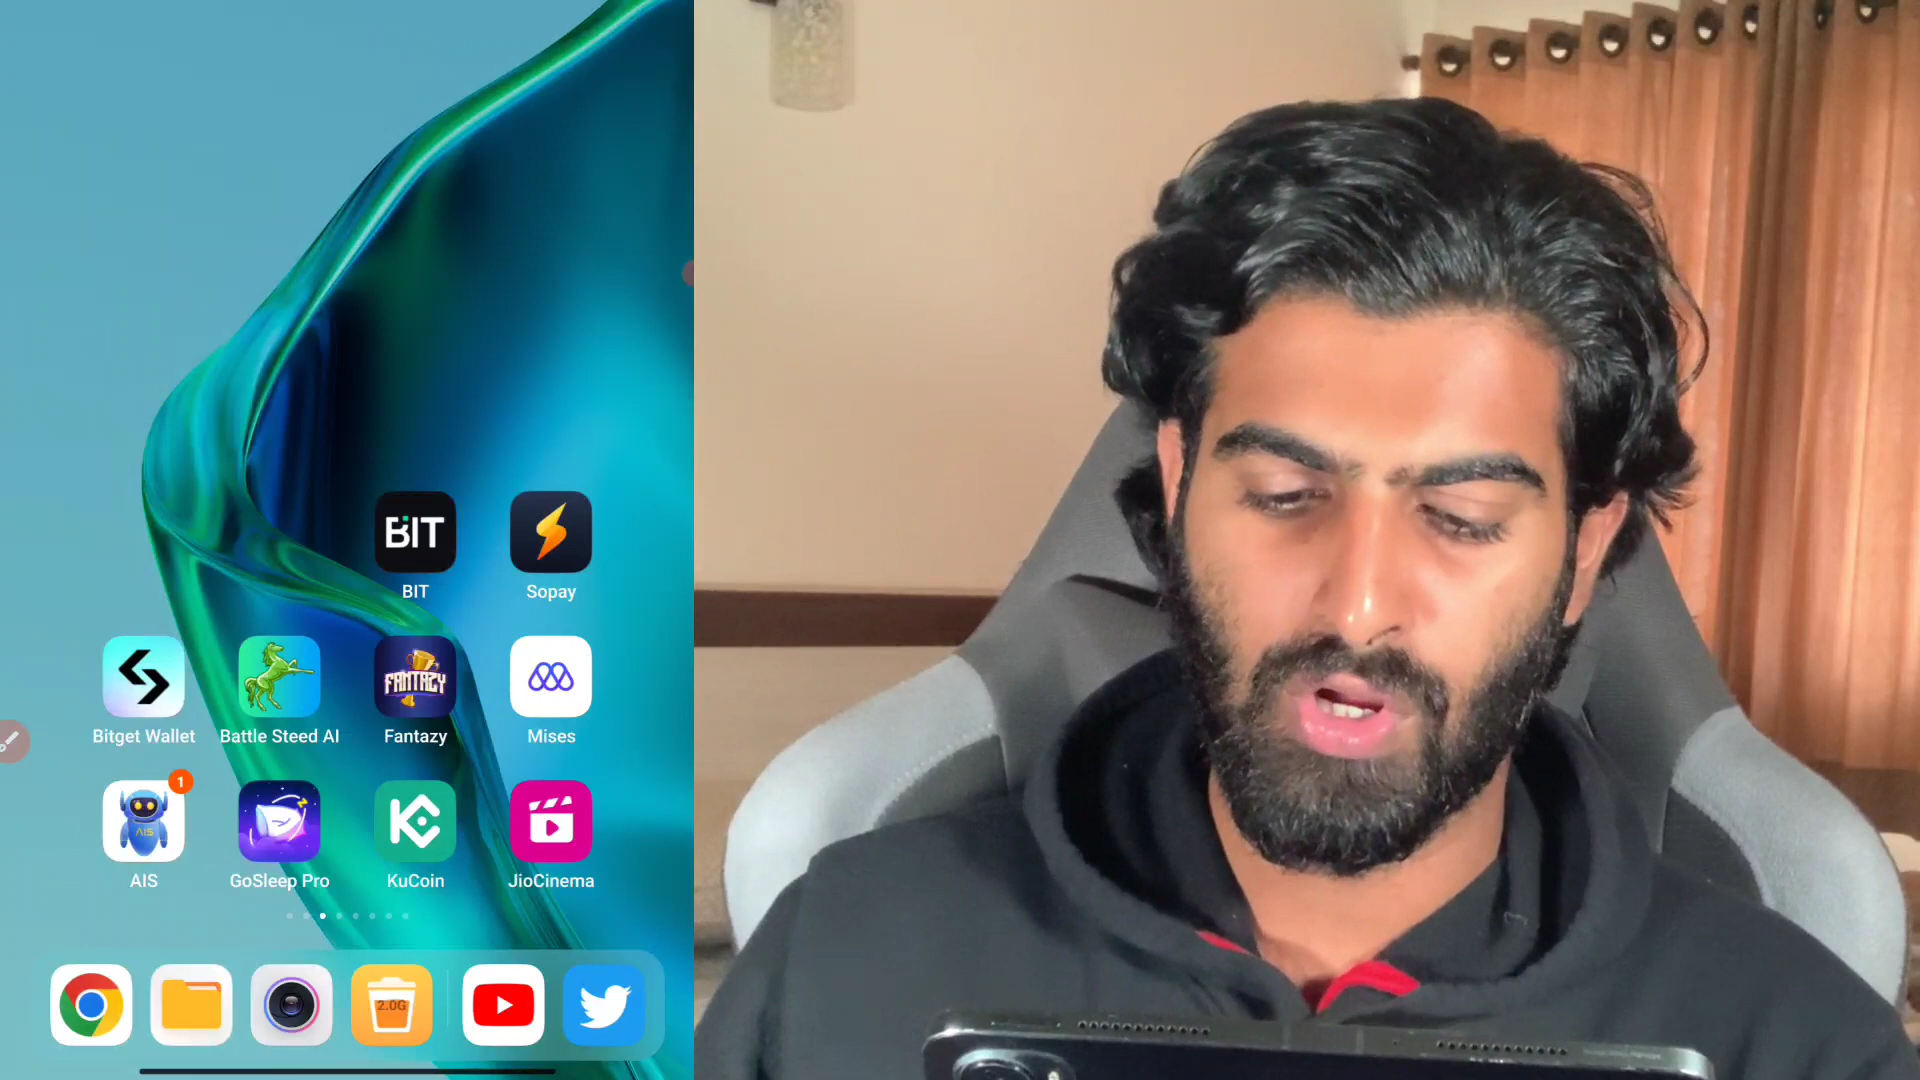 BIT
BIT
Sopay
FANTAZY
Bitget Wallet
Battle Steed AI
Fantazy
Mises
1
AIS
AIS
GoSleep Pro
KuCoin
JioCinema
2.0G